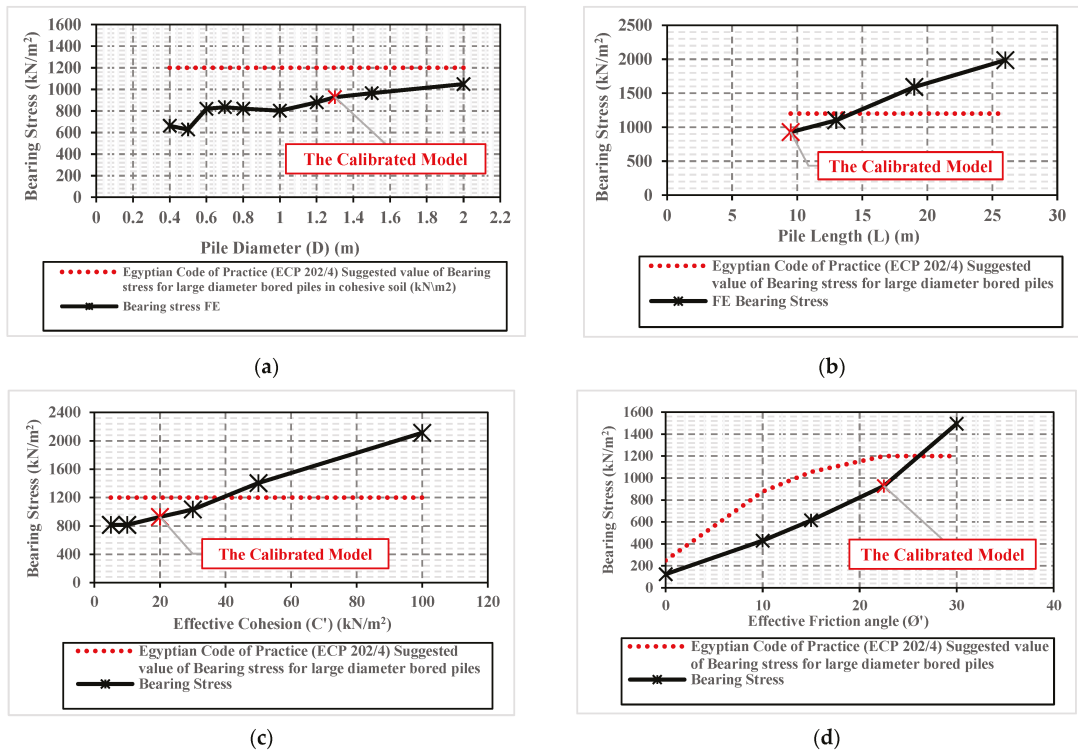 1600
1400
1200
1000
800
600
400
200
0
Bearing Stress (kN/m²)
0 0.2 0.4 0.6 0.8 1 1.2 1.4 1.6 1.8 2 2.2
Pile Diameter (D) (m)
The Calibrated Model
Egyptian Code of Practice (ECP 202/4) Suggested value of Bearing
stress for large diameter bored piles in cohesive soil (kN\m2)
Bearing stress FE
(a)
2500
2000
1500
1000
500
0
Bearing Stress (kN/m²)
0 5 10 15 20 25 30
Pile Length (L) (m)
The Calibrated Model
Egyptian Code of Practice (ECP 202/4) Suggested
value of Bearing stress for large diameter bored piles
FE Bearing Stress
(b)
2400
2000
1600
1200
800
400
0
Bearing Stress (kN/m²)
0 20 40 60 80 100 120
Effective Cohesion (C') (kN/m²)
The Calibrated Model
Egyptian Code of Practice (ECP 202/4) Suggested
value of Bearing stress for large diameter bored piles
Bearing Stress
(c)
1600
1400
1200
1000
800
600
400
200
0
Bearing Stress (kN/m²)
0 10 20 30 40
Effective Friction angle (Ø')
The Calibrated Model
Egyptian Code of Practice (ECP 202/4) Suggested value
of Bearing stress for large diameter bored piles
Bearing Stress
(d)